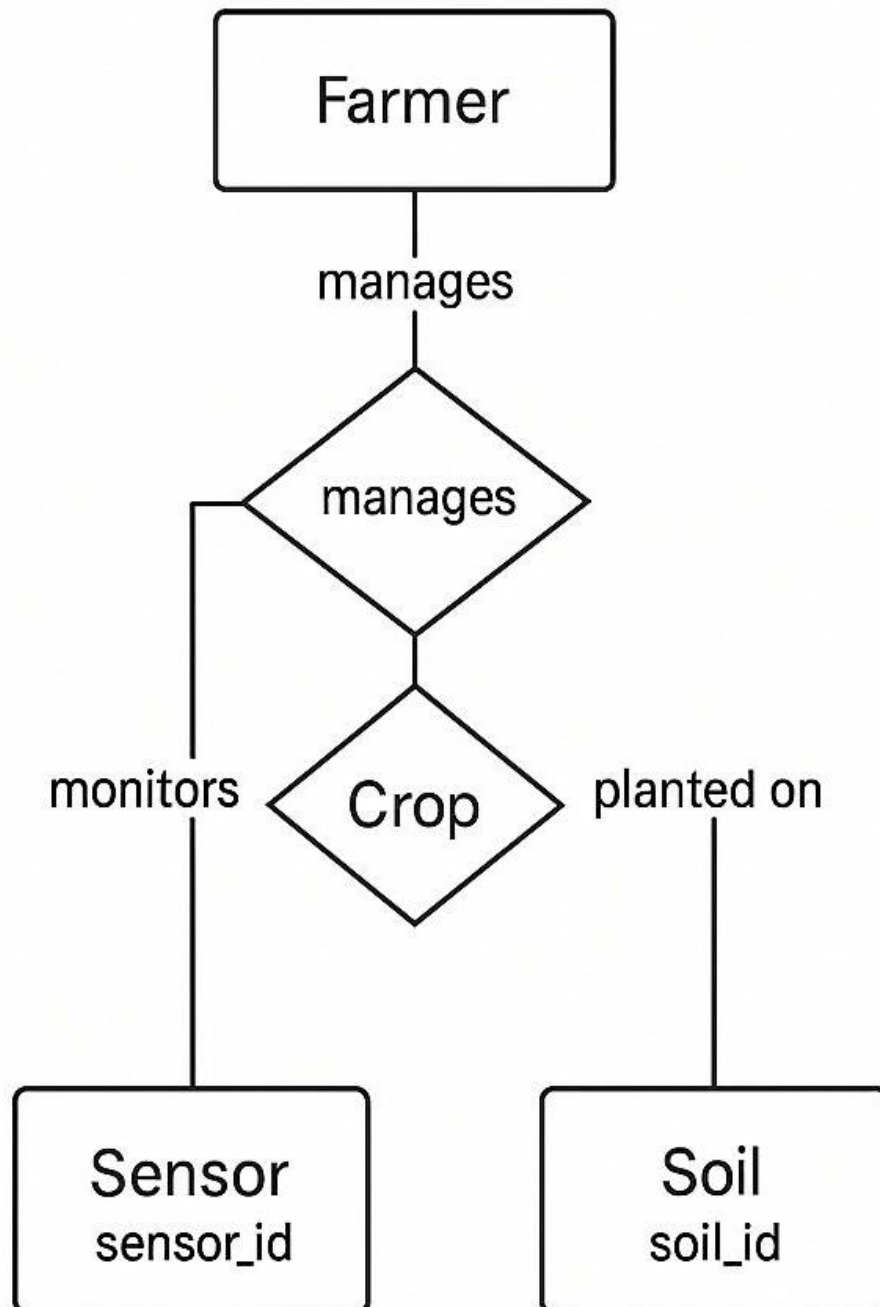 Farmer
manages
manages
monitors
Crop
planted on
Sensor
sensor_id
Soil
soil_id